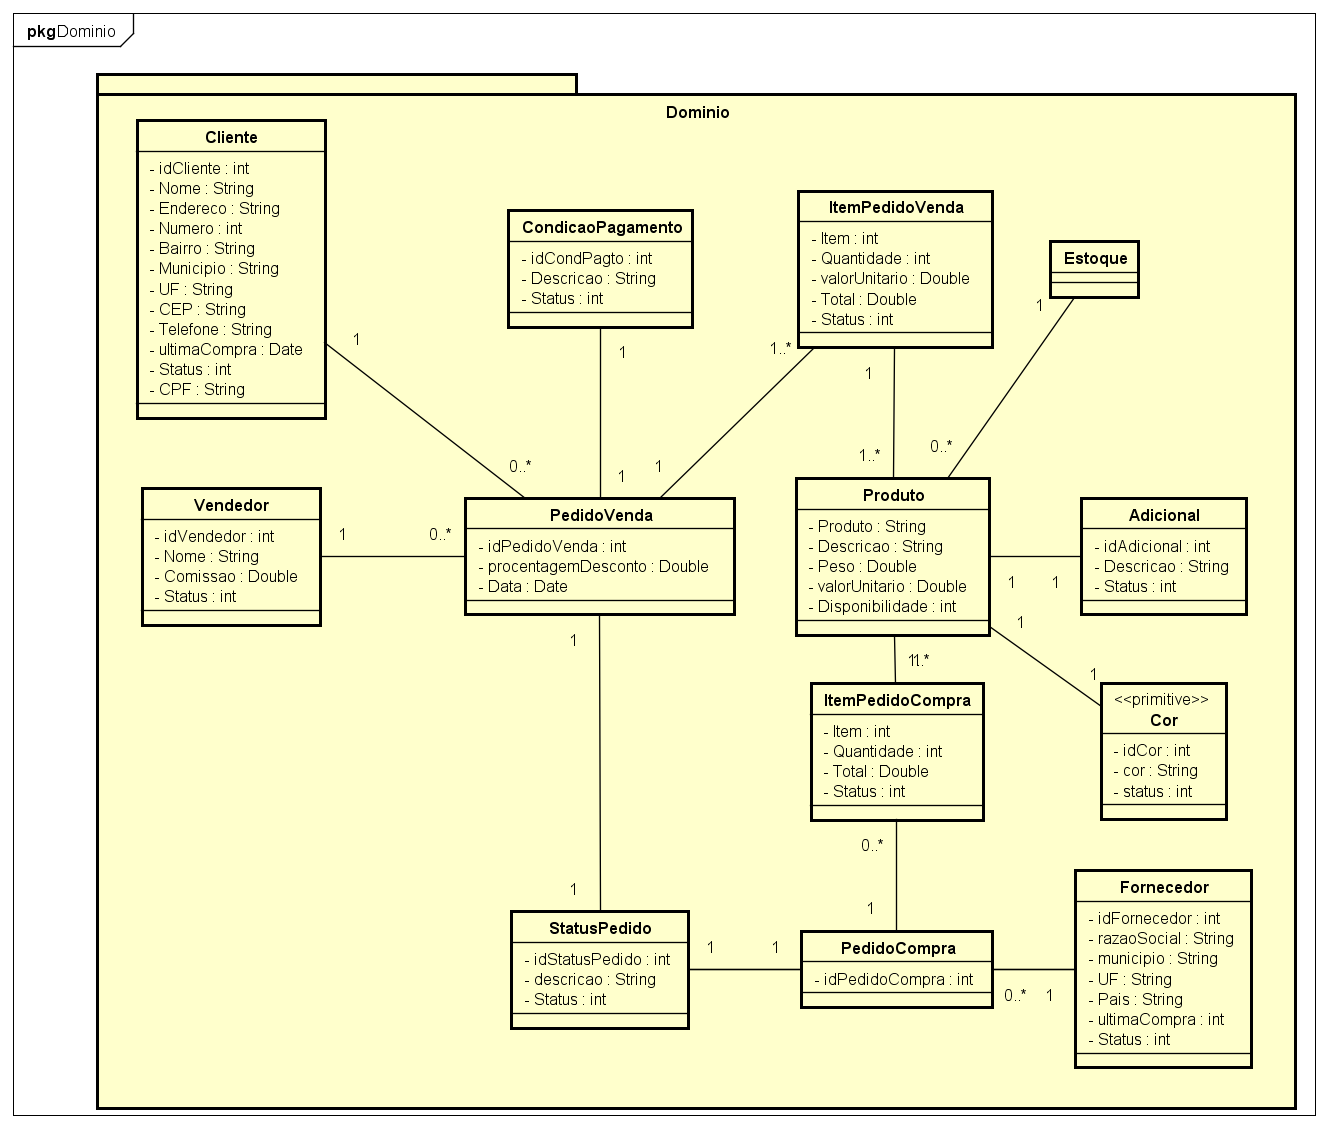 pkgDominio
Dominio
Cliente
- idCliente : int
- Nome : String
- Endereco : String
- Numero : int
- Bairro : String
- Municipio : String
- UF : String
- CEP : String
- Telefone : String
- ultimaCompra : Date
- Status : int
- CPF : String
CondicaoPagamento
- idCondPagto : int
- Descricao : String
- Status : int
ItemPedidoVenda
- Item : int
- Quantidade : int
- valorUnitario : Double
- Total : Double
- Status : int
Estoque
1
1
1
1..*
1
0..*
1
1
1..*
0..*
Vendedor
- idVendedor : int
- Nome : String
- Comissao : Double
- Status : int
1
0..*
PedidoVenda
- idPedidoVenda : int
- procentagemDesconto : Double
- Data : Date
Produto
- Produto : String
- Descricao : String
- Peso : Double
- valorUnitario : Double
- Disponibilidade : int
Adicional
- idAdicional : int
- Descricao : String
- Status : int
1
1
1
1
1
1..*
1
ItemPedidoCompra
- Item : int
- Quantidade : int
- Total : Double
- Status : int
<<primitive>>
Cor
- idCor : int
- cor : String
- status : int
0..*
1
1
StatusPedido
- idStatusPedido : int
- descricao : String
- Status : int
1
1
PedidoCompra
- idPedidoCompra : int
0..*
1
Fornecedor
- idFornecedor : int
- razaoSocial : String
- municipio : String
- UF : String
- Pais : String
- ultimaCompra : int
- Status : int